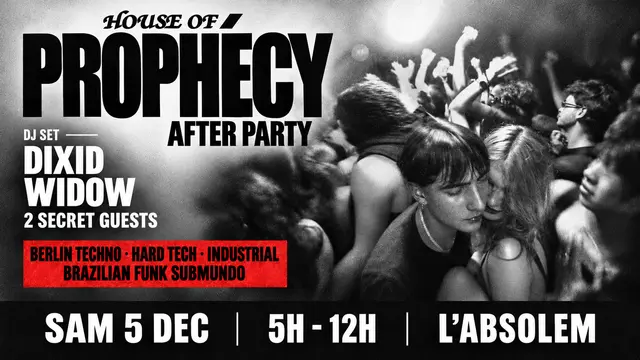 HOUSE OF
PROPHÉCY
AFTER PARTY
DJ SET
DIXID
WIDOW
2 SECRET GUESTS
BERLIN TECHNO · HARD TECH · INDUSTRIAL
BRAZILIAN FUNK SUBMUNDO
SAM 5 DEC | 5H - 12H | L'ABSOLEM